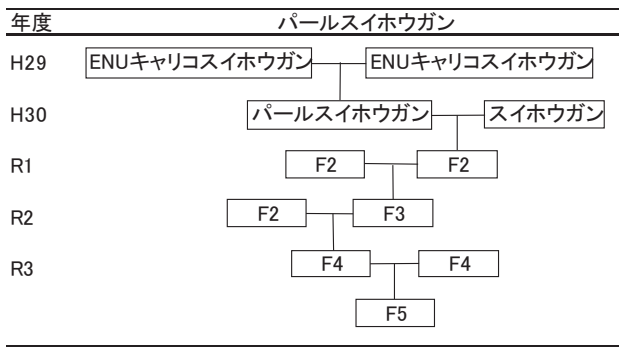 年度 パールスイホウガン
H29 ENUキャリコスイホウガン ENUキャリコスイホウガン
H30 パールスイホウガン スイホウガン
R1 F2 F2
R2 F2 F3
R3 F4 F4
F5